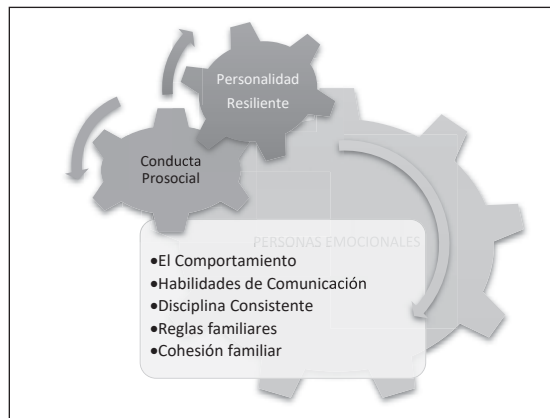 Personalidad
Resiliente
Conducta
Prosocial
PERSONAS EMOCIONALES
•El Comportamiento
•Habilidades de Comunicación
•Disciplina Consistente
•Reglas familiares
•Cohesión familiar